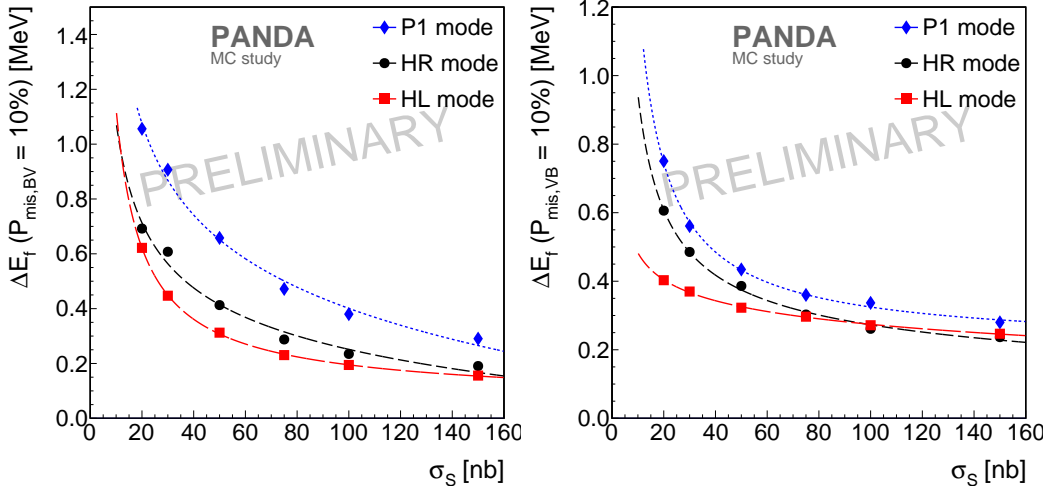 PANDA
MC study
P1 mode
HR mode
HL mode
PRELIMINARY
ΔE_f (P_mis,BV = 10%) [MeV]
1.4
1.2
1.0
0.8
0.6
0.4
0.2
0.0
0 20 40 60 80 100 120 140 160
σ_S [nb]
PANDA
MC study
P1 mode
HR mode
HL mode
PRELIMINARY
ΔE_f (P_mis,VB = 10%) [MeV]
1.2
1.0
0.8
0.6
0.4
0.2
0.0
0 20 40 60 80 100 120 140 160
σ_S [nb]